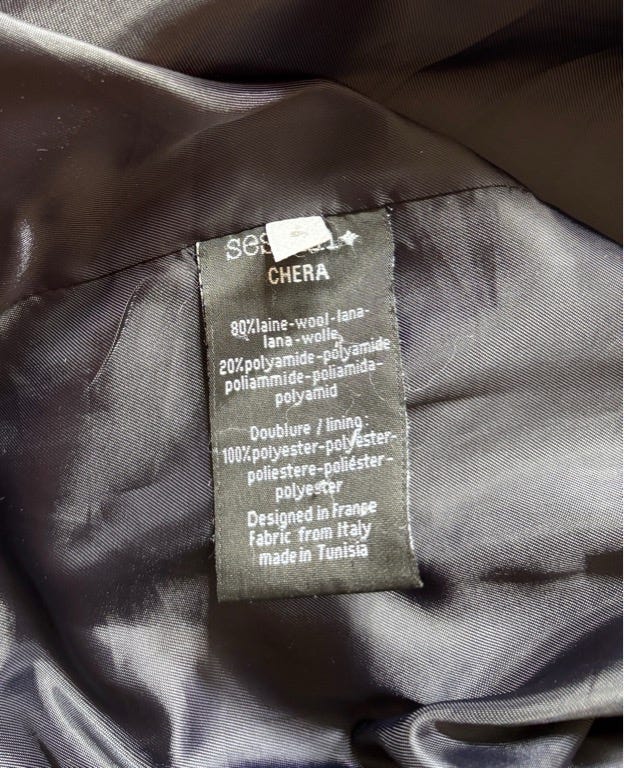 CHERA
80%laine-wool-lana-
lana-wolle
20%polyamide-polyamide
poliammide-poliamida-
polyamid
Doublure / lining:
100%polyester-polyester-
poliestere-poliéster-
polyester
Designed in France
Fabric from Italy
made in Tunisia